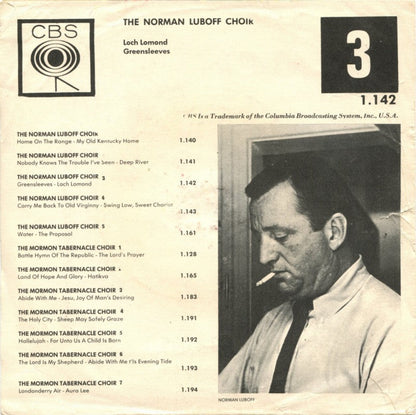 CBS
THE NORMAN LUBOFF CHOIR
Loch Lomond
Greensleeves
3
1.142
CBS Is a Trademark of the Columbia Broadcasting System, Inc., U.S.A.
THE NORMAN LUBOFF CHOIR
Home On The Range - My Old Kentucky Home 1.140
THE NORMAN LUBOFF CHOIR
Nobody Knows The Trouble I've Seen - Deep River 1.141
THE NORMAN LUBOFF CHOIR 3
Greensleeves - Loch Lomond 1.142
THE NORMAN LUBOFF CHOIR 4
Carry Me Back To Old Virginny - Swing Low, Sweet Chariot 1.143
THE NORMAN LUBOFF CHOIR 5
Water - The Proposal 1.161
THE MORMON TABERNACLE CHOIR 1
Battle Hymn Of The Republic - The Lord's Prayer 1.128
THE MORMON TABERNACLE CHOIR
Land Of Hope And Glory - Hatikva 1.165
THE MORMON TABERNACLE CHOIR 2
Abide With Me - Jesu, Joy Of Man's Desiring 1.183
THE MORMON TABERNACLE CHOIR 4
The Holy City - Sheep May Safely Graze 1.191
THE MORMON TABERNACLE CHOIR 5
Hallelujah - For Unto Us A Child Is Born 1.192
THE MORMON TABERNACLE CHOIR 6
The Lord Is My Shepherd - Abide With Me t'Is Evening Tide 1.193
THE MORMON TABERNACLE CHOIR 7
Londonderry Air - Aura Lee 1.194
NORMAN LUBOFF